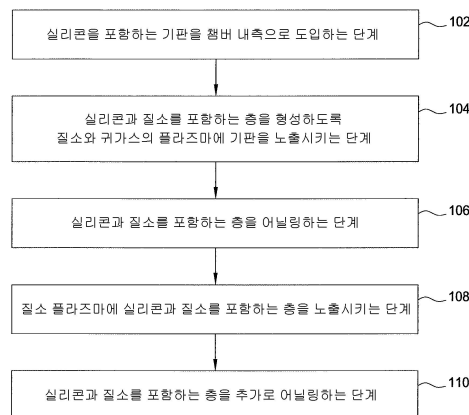 실리콘을 포함하는 기판을 챔버 내측으로 도입하는 단계
102
실리콘과 질소를 포함하는 층을 형성하도록
질소와 귀가스의 플라즈마에 기판을 노출시키는 단계
104
실리콘과 질소를 포함하는 층을 어닐링하는 단계
106
질소 플라즈마에 실리콘과 질소를 포함하는 층을 노출시키는 단계
108
실리콘과 질소를 포함하는 층을 추가로 어닐링하는 단계
110